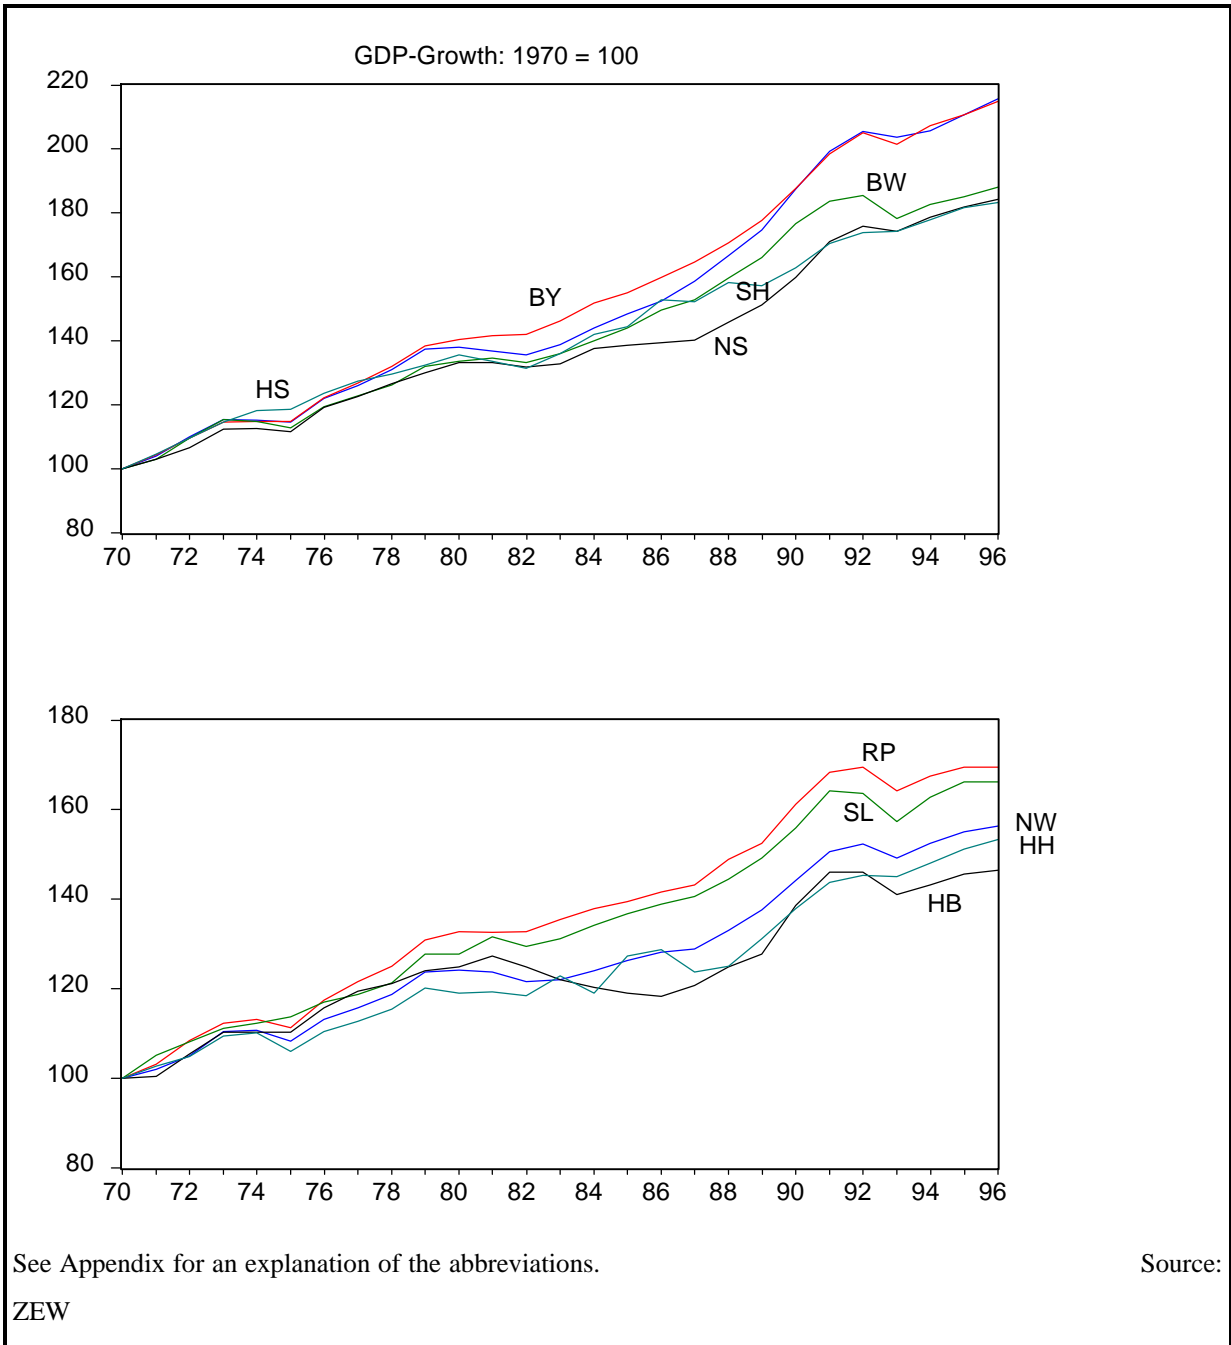 GDP-Growth: 1970 = 100
220
200
180
160
140
120
100
80
BW
BY
SH
NS
HS
70 72 74 76 78 80 82 84 86 88 90 92 94 96
180
160
140
120
100
80
RP
SL
NW
HH
HB
70 72 74 76 78 80 82 84 86 88 90 92 94 96
See Appendix for an explanation of the abbreviations. Source:
ZEW